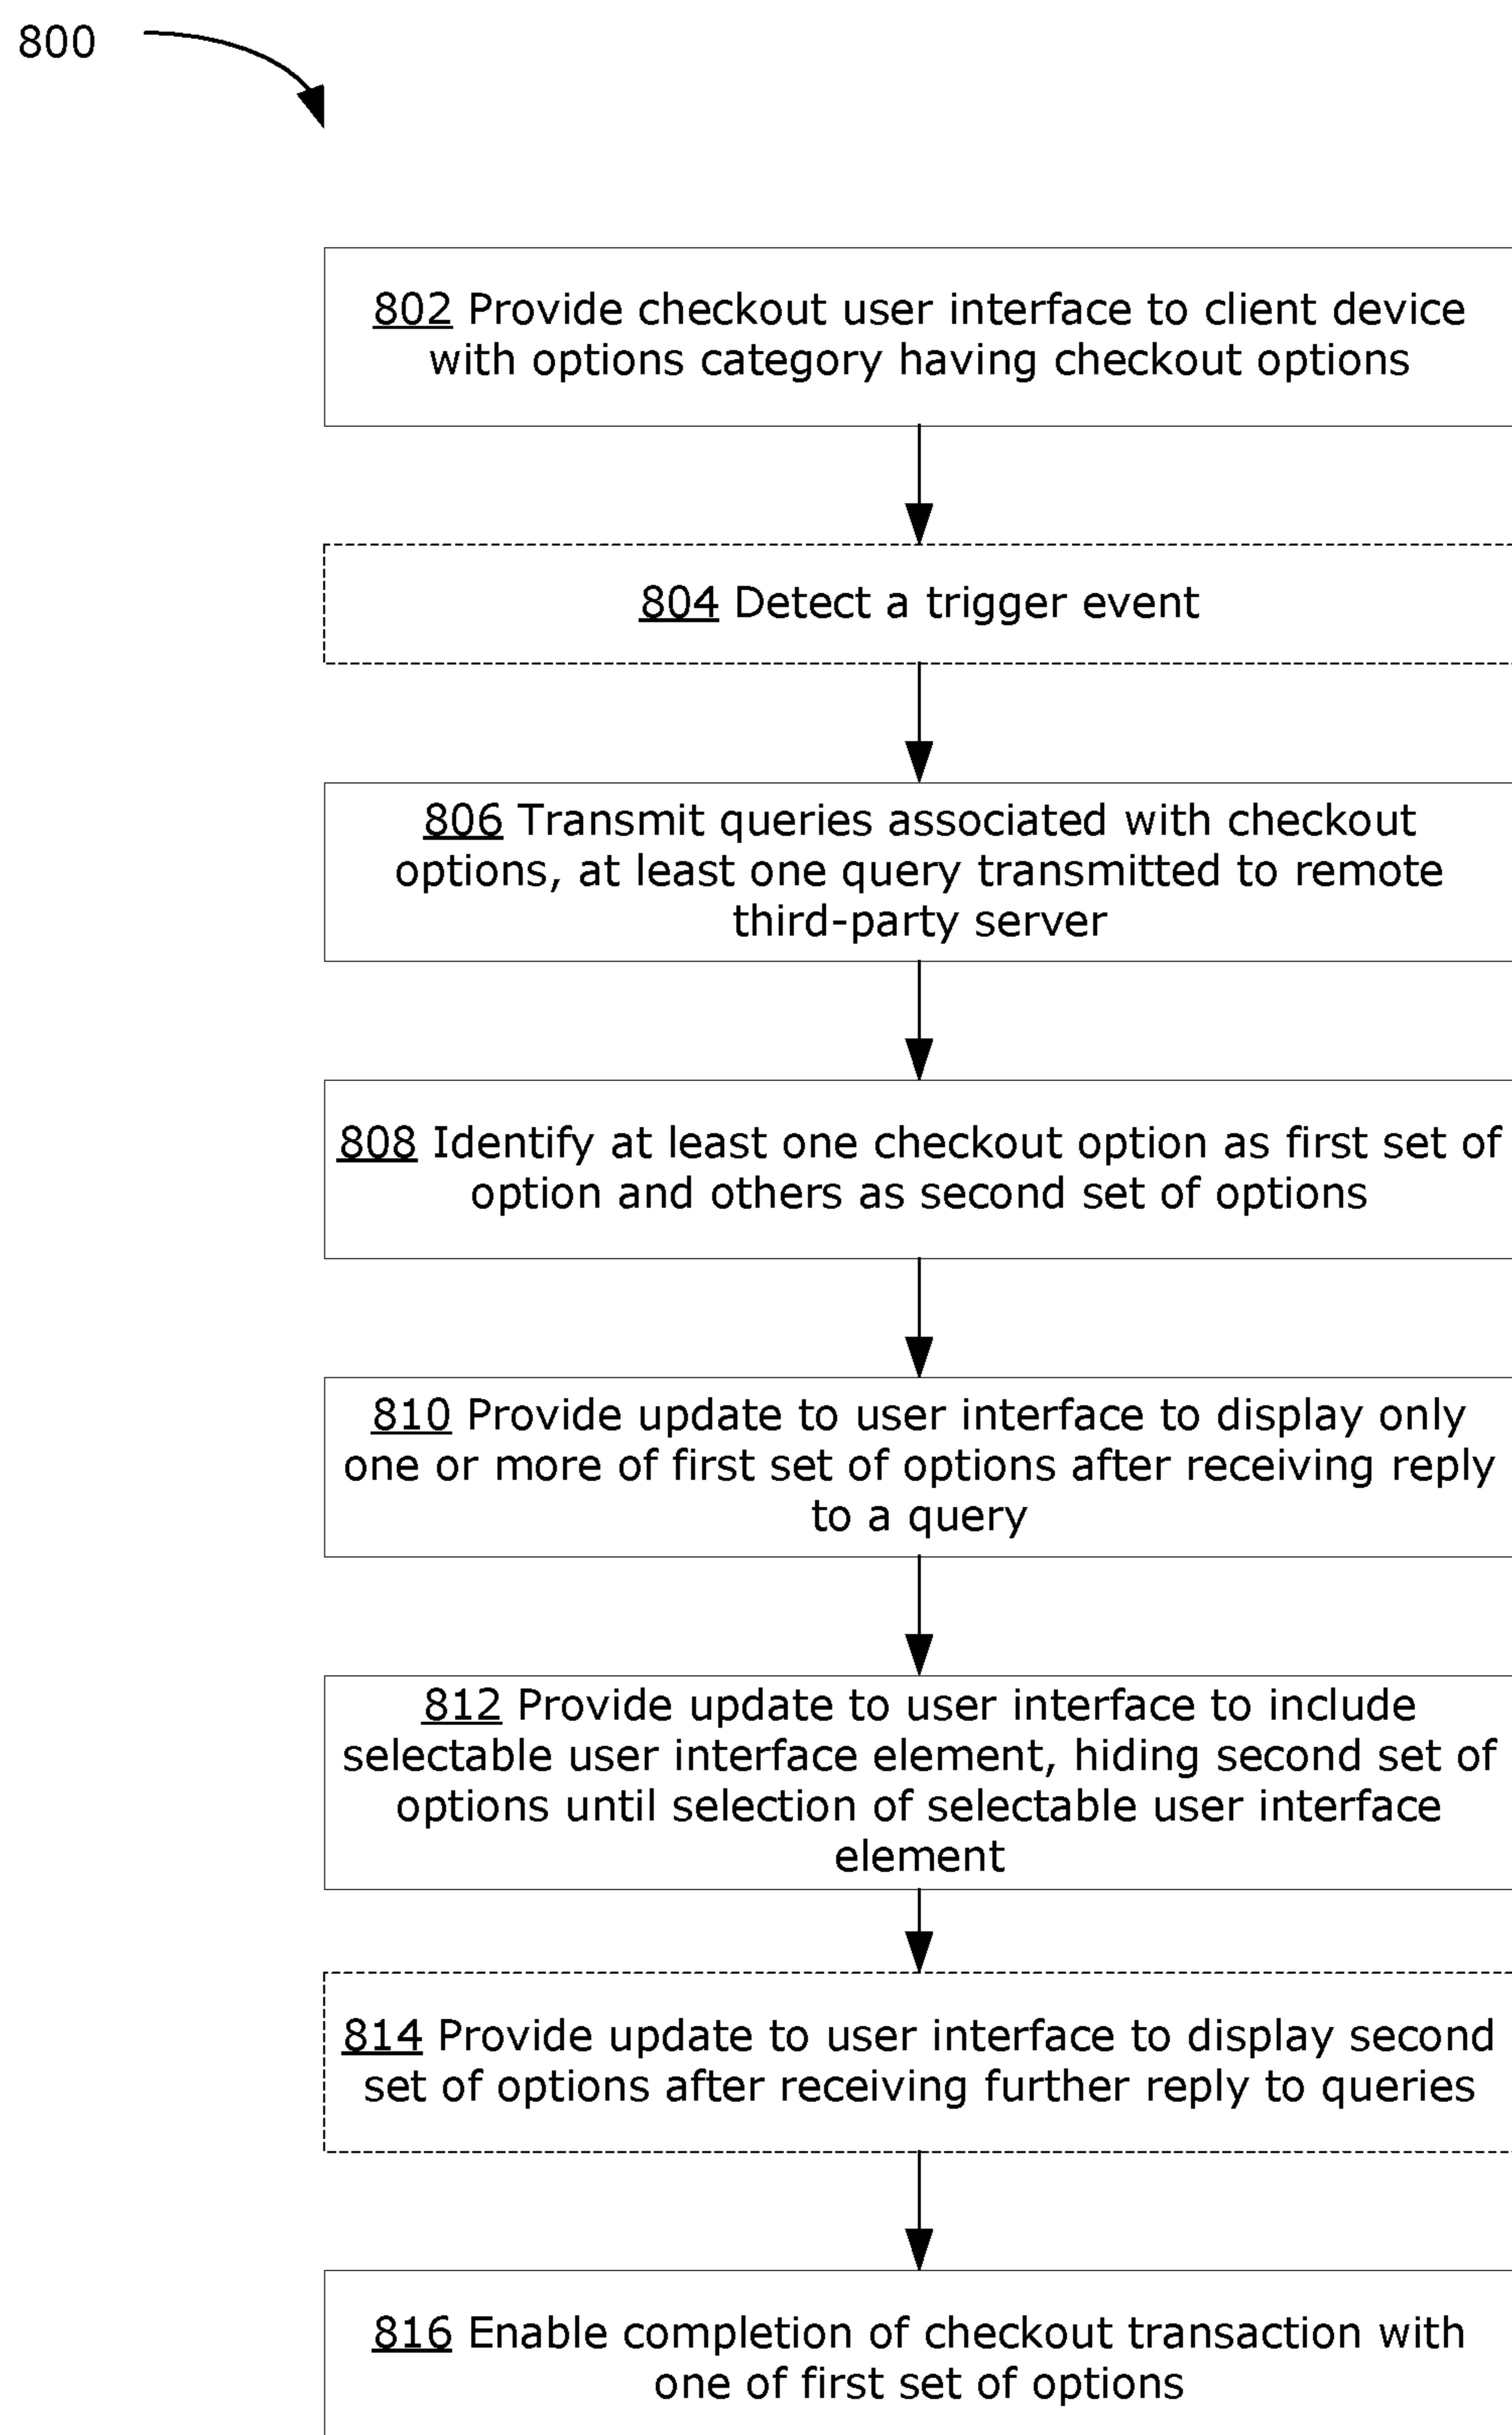 800
802 Provide checkout user interface to client device
with options category having checkout options
804 Detect a trigger event
806 Transmit queries associated with checkout
options, at least one query transmitted to remote
third-party server
808 Identify at least one checkout option as first set of
option and others as second set of options
810 Provide update to user interface to display only
one or more of first set of options after receiving reply
to a query
812 Provide update to user interface to include
selectable user interface element, hiding second set of
options until selection of selectable user interface
element
814 Provide update to user interface to display second
set of options after receiving further reply to queries
816 Enable completion of checkout transaction with
one of first set of options